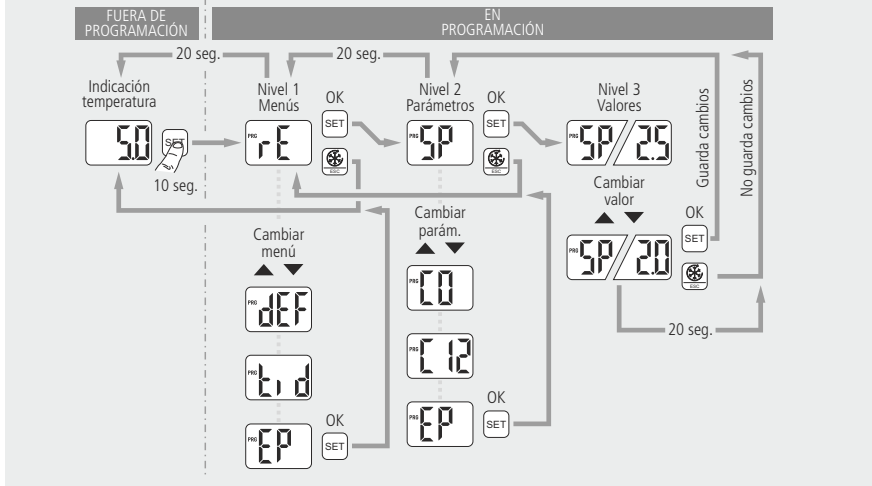 FUERA DE
PROGRAMACIÓN
EN
PROGRAMACIÓN
20 seg.
20 seg.
Indicación
temperatura
5.0
SET
10 seg.
Nivel 1
Menús
PRG
rE
OK
SET
ESC
Nivel 2
Parámetros
PRG
SP
OK
SET
ESC
Nivel 3
Valores
PRG
SP
2.5
Cambiar
valor
PRG
SP
2.0
OK
SET
ESC
Guarda cambios
No guarda cambios
20 seg.
Cambiar
menú
PRG
dEF
PRG
tid
PRG
EP
OK
SET
Cambiar
parám.
PRG
C0
PRG
C12
PRG
EP
OK
SET